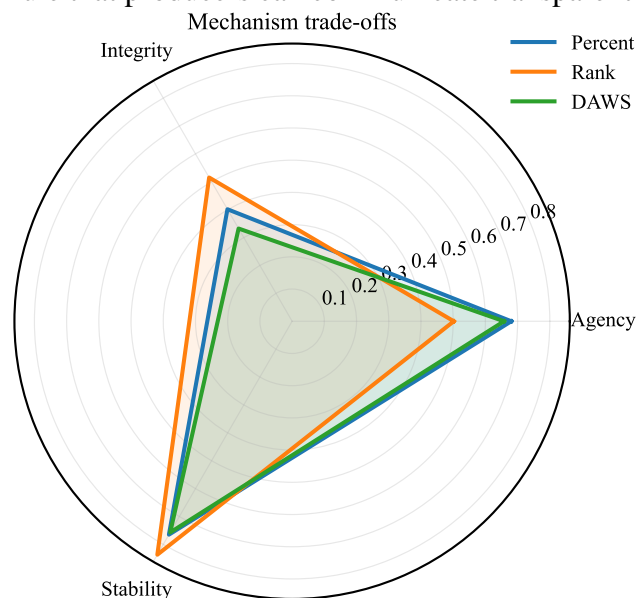 Mechanism trade-offs
Integrity
Percent
Rank
DAWS
0.8
0.7
0.6
0.5
0.4
0.3
0.2
0.1
Agency
Stability